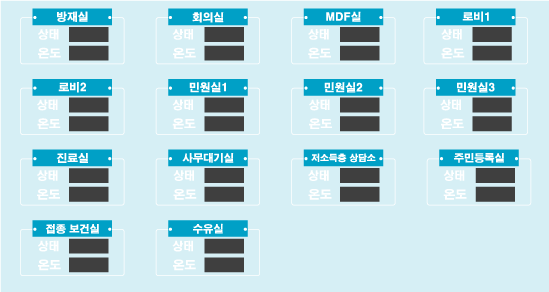 방재실 회의실 MDF실 로비1
상태 상태 상태 상태
온도 온도 온도 온도
로비2 민원실1 민원실2 민원실3
상태 상태 상태 상태
온도 온도 온도 온도
진료실 사무대기실 저소득층 상담소 주민등록실
상태 상태 상태 상태
온도 온도 온도 온도
접종 보건실 수유실
상태 상태
온도 온도